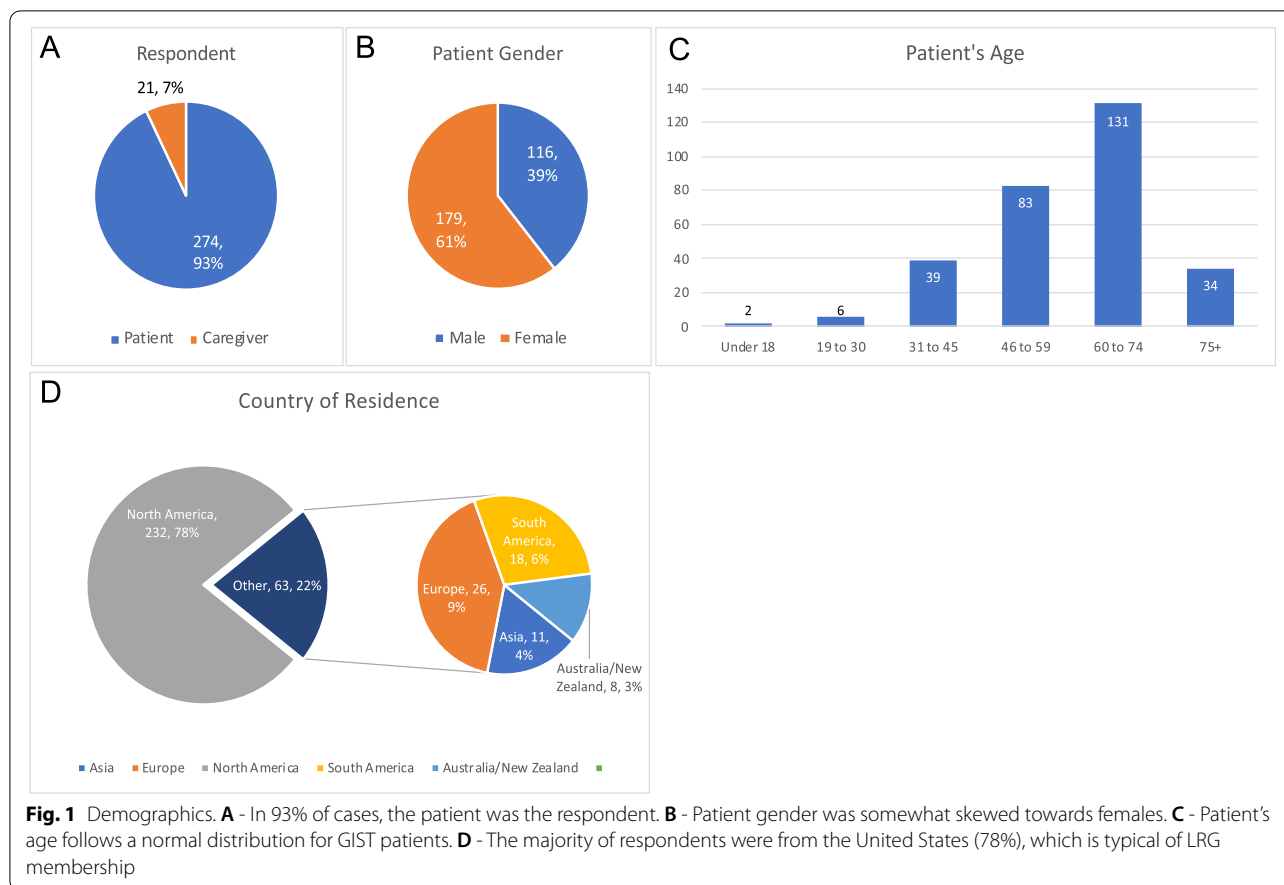 A
Respondent
21, 7%
274,
93%
Patient
Caregiver
B
Patient Gender
116,
39%
179,
61%
Male
Female
C
Patient's Age
140
120
100
80
60
40
20
0
2
6
39
83
131
34
Under 18
19 to 30
31 to 45
46 to 59
60 to 74
75+
D
Country of Residence
North America,
232, 78%
Other, 63, 22%
South
America,
18, 6%
Europe, 26,
9%
Asia, 11,
4%
Australia/New
Zealand, 8, 3%
Asia
Europe
North America
South America
Australia/New Zealand
Fig. 1 Demographics. A - In 93% of cases, the patient was the respondent. B - Patient gender was somewhat skewed towards females. C - Patient's
age follows a normal distribution for GIST patients. D - The majority of respondents were from the United States (78%), which is typical of LRG
membership